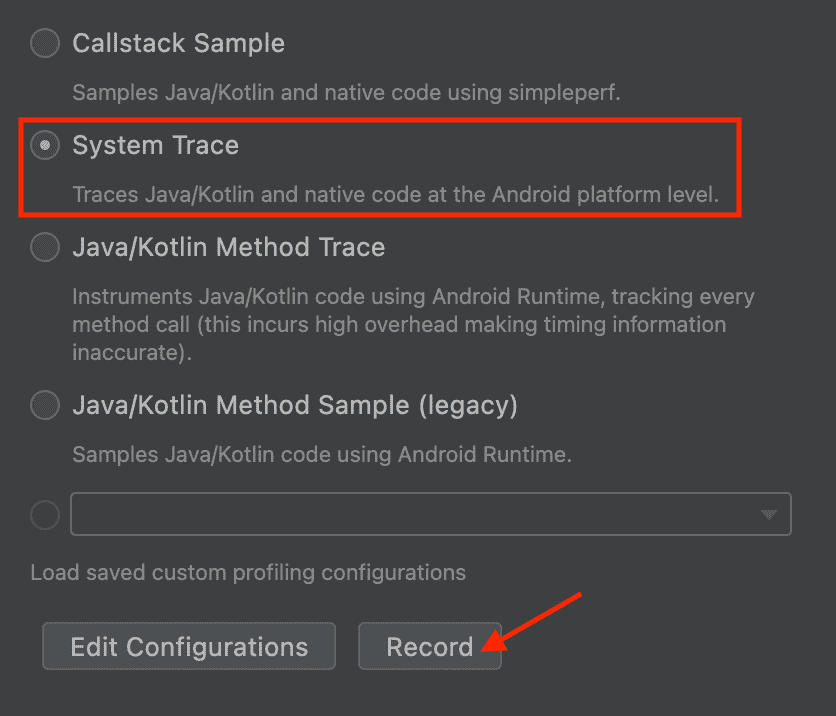 Callstack Sample
Samples Java/Kotlin and native code using simpleperf.
System Trace
Traces Java/Kotlin and native code at the Android platform level.
Java/Kotlin Method Trace
Instruments Java/Kotlin code using Android Runtime, tracking every
method call (this incurs high overhead making timing information
inaccurate).
Java/Kotlin Method Sample (legacy)
Samples Java/Kotlin code using Android Runtime.
Load saved custom profiling configurations
Edit Configurations
Record